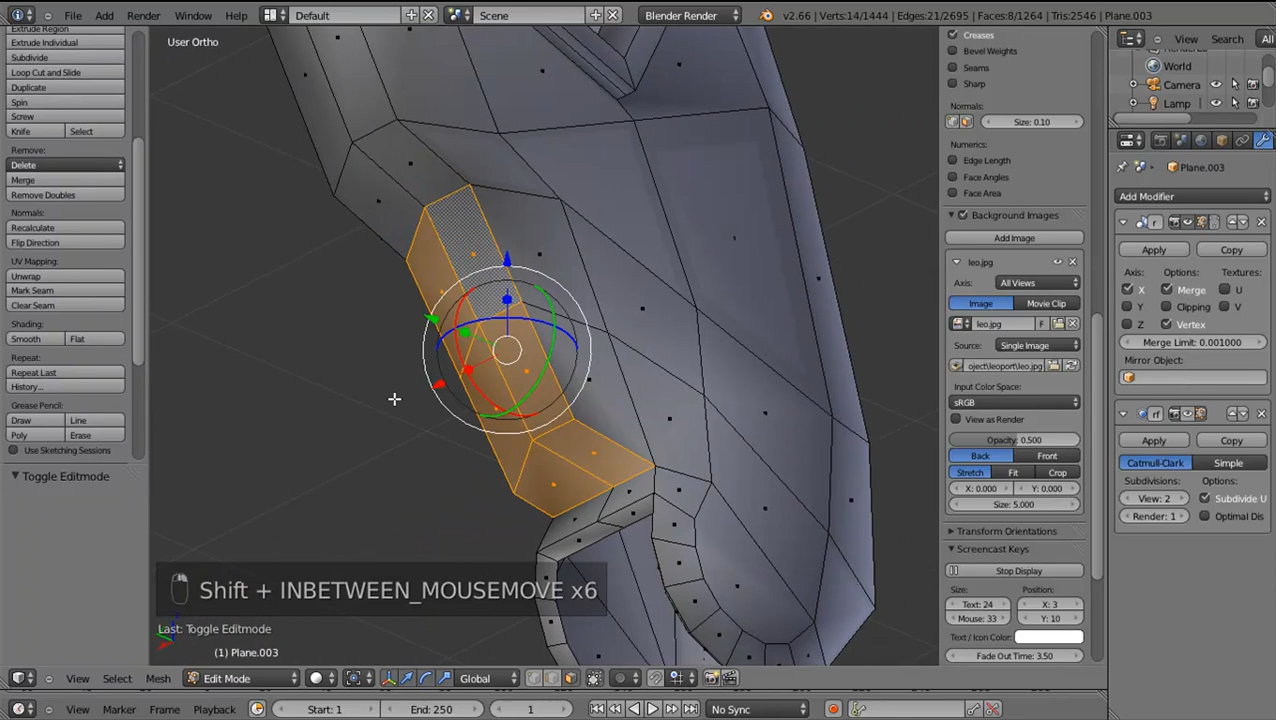 File Add Render Window Help Default Scene Blender Render v2.66 | Verts:14/1444 | Edges:21/2695 | Faces:8/1264 | Tris:2546 | Plane.003
Extrude Region
Extrude Individual
Subdivide
Loop Cut and Slide
Duplicate
Spin
Screw
Knife Select
Remove:
Delete
Merge
Remove Doubles
Normals:
Recalculate
Flip Direction
UV Mapping:
Unwrap
Mark Seam
Clear Seam
Shading:
Smooth Flat
Repeat:
Repeat Last
History...
Grease Pencil:
Draw Line
Poly Erase
Use Sketching Sessions
Toggle Editmode
User Ortho
Shift + INBETWEEN_MOUSEMOVE x6
Last: Toggle Editmode
(1) Plane.003
Creases
Bevel Weights
Seams
Sharp
Normals:
Size: 0.10
Numerics:
Edge Length
Face Angles
Face Area
Background Images
Add Image
leo.jpg
Axis: All Views
Image Movie Clip
leo.jpg F
Source: Single Image
oject\leoport\leo.jpg
Input Color Space:
sRGB
View as Render
Opacity: 0.500
Back Front
Stretch Fit Crop
X: 0.000 Y: 0.000
Size: 5.000
Transform Orientations
Screencast Keys
Stop Display
Size: Position:
Text: 24 X: 3
Mouse: 33 Y: 10
Text / Icon Color:
Fade Out Time: 3.50
View Search All
World
Camera
Lamp
Plane.003
Add Modifier
Apply Copy
Axis: Options: Textures:
X Merge U
Y Clipping V
Z Vertex
Merge Limit: 0.001000
Mirror Object:
Apply Copy
Catmull-Clark Simple
Subdivisions: Options:
View: 2 Subdivide U
Render: 1 Optimal Dis
View Select Mesh Edit Mode Global
View Marker Frame Playback Start: 1 End: 250 1 No Sync